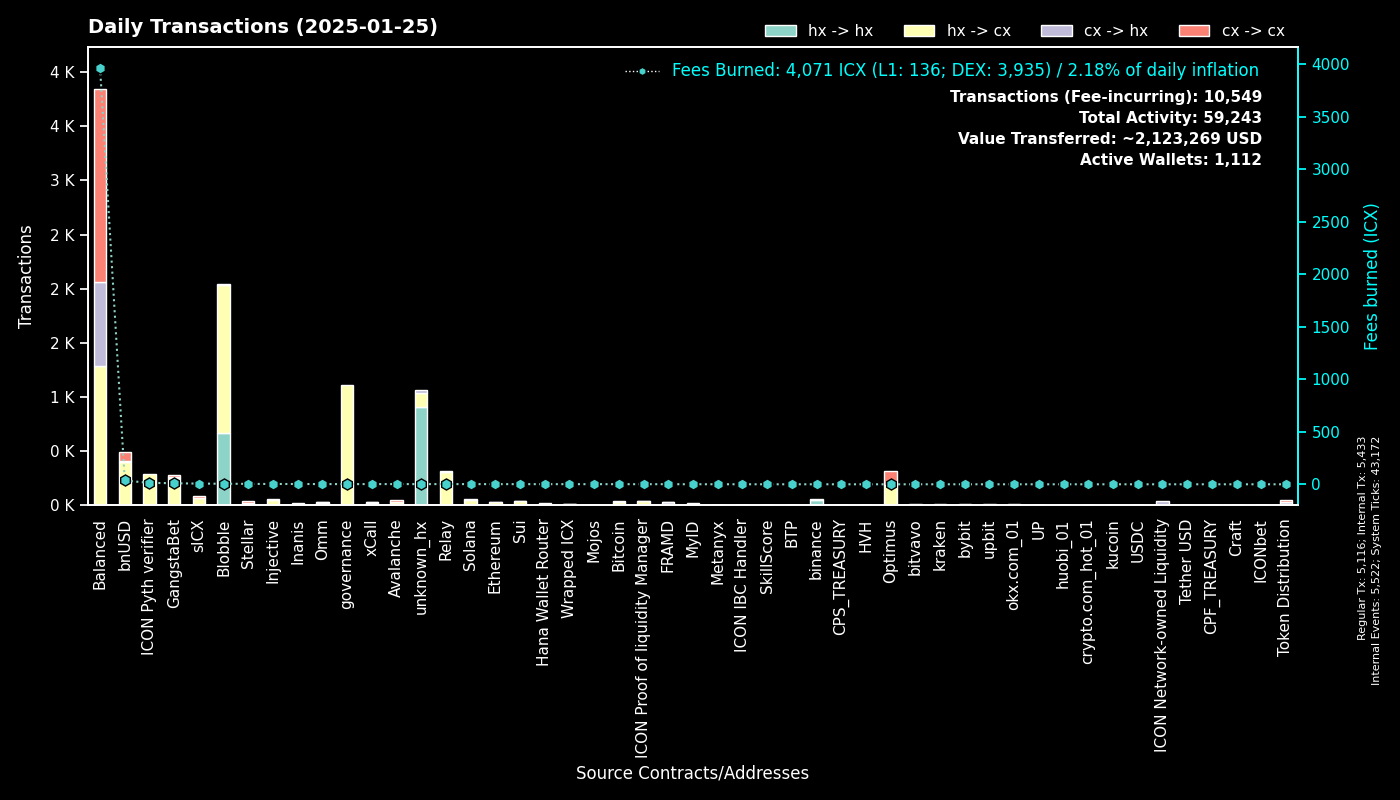 Daily Transactions (2025-01-25)
hx -> hx
hx -> cx
cx -> hx
cx -> cx
Fees Burned: 4,071 ICX (L1: 136; DEX: 3,935) / 2.18% of daily inflation
Transactions (Fee-incurring): 10,549
Total Activity: 59,243
Value Transferred: ~2,123,269 USD
Active Wallets: 1,112
Transactions
4 K
4 K
3 K
2 K
2 K
2 K
1 K
0 K
0 K
4000
3500
3000
2500
2000
1500
1000
500
0
Fees burned (ICX)
Regular Tx: 5,116; Internal Tx: 5,433
Internal Events: 5,522; System Ticks: 43,172
Balanced
bnUSD
ICON Pyth verifier
GangstaBet
sICX
Blobble
Stellar
Injective
Inanis
Omm
governance
xCall
Avalanche
unknown_hx
Relay
Solana
Ethereum
Sui
Hana Wallet Router
Wrapped ICX
Mojos
Bitcoin
ICON Proof of liquidity Manager
FRAMD
MyID
Metanyx
ICON IBC Handler
SkillScore
BTP
binance
CPS_TREASURY
HVH
Optimus
bitvavo
kraken
bybit
upbit
okx.com_01
UP
huobi_01
crypto.com_hot_01
kucoin
USDC
ICON Network-owned Liquidity
Tether USD
CPF_TREASURY
Craft
ICONbet
Token Distribution
Source Contracts/Addresses